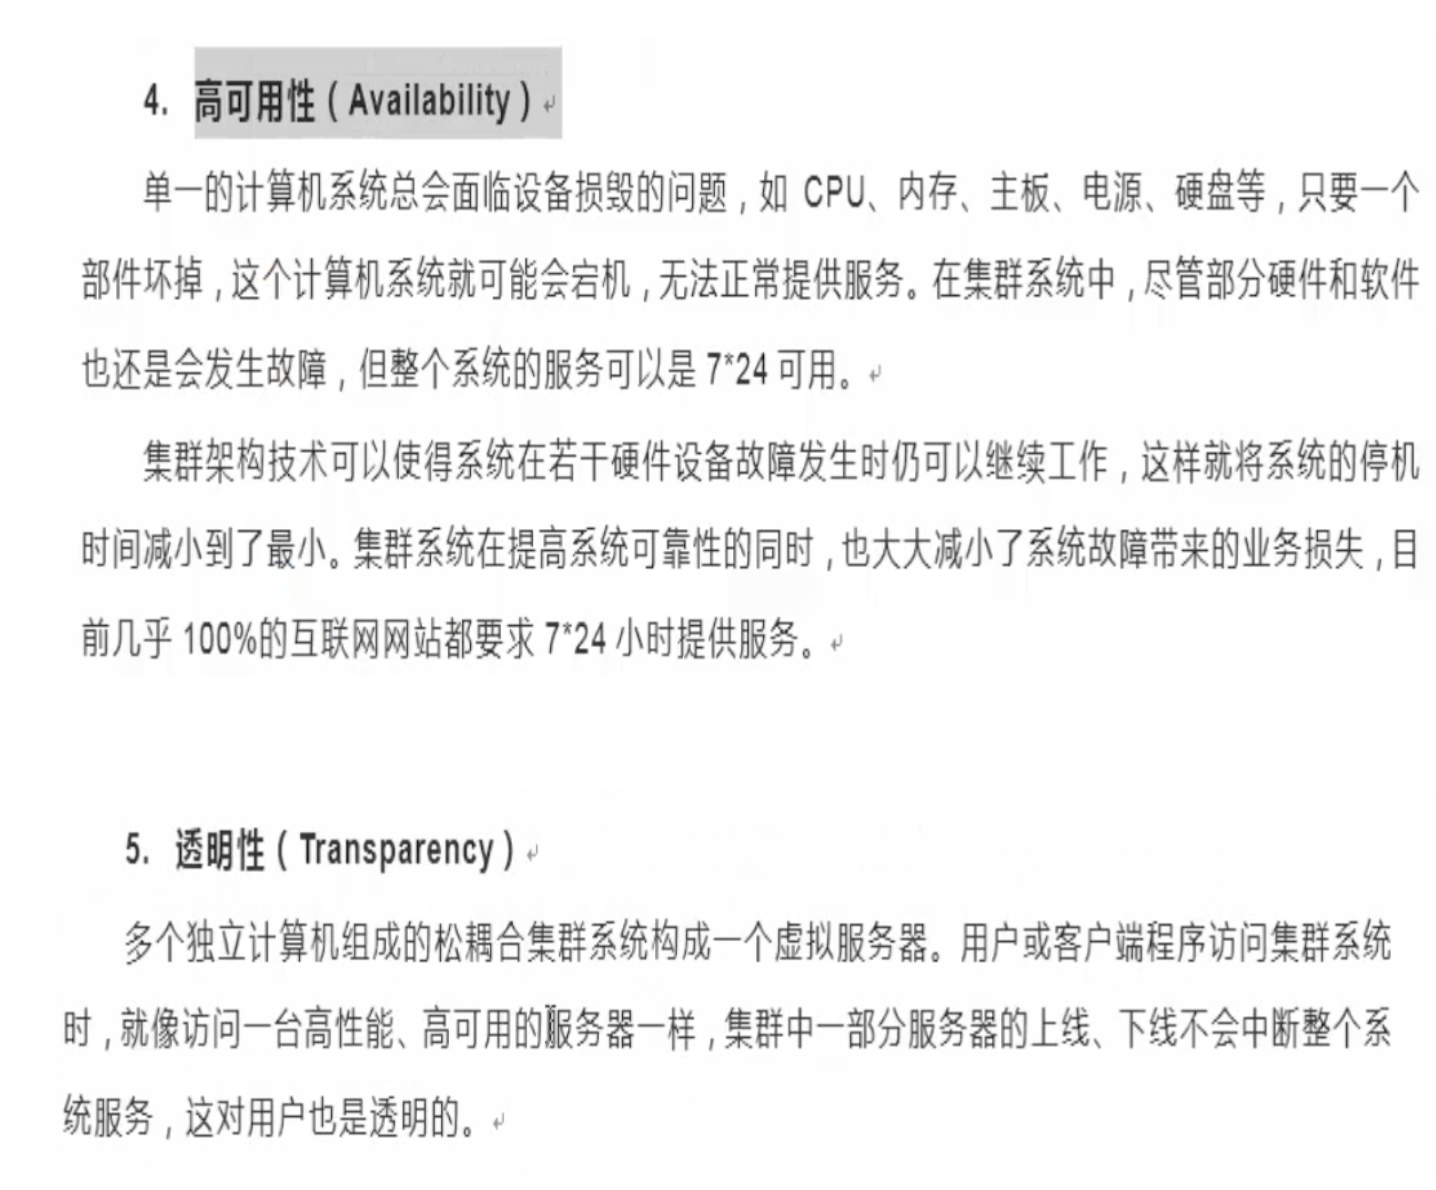 4. 高可用性（Availability）
单一的计算机系统总会面临设备损毁的问题，如 CPU、内存、主板、电源、硬盘等，只要一个
部件坏掉，这个计算机系统就可能会宕机，无法正常提供服务。在集群系统中，尽管部分硬件和软件
也还是会发生故障，但整个系统的服务可以是 7*24 可用。
集群架构技术可以使得系统在若干硬件设备故障发生时仍可以继续工作，这样就将系统的停机
时间减小到了最小。集群系统在提高系统可靠性的同时，也大大减小了系统故障带来的业务损失，目
前几乎 100%的互联网网站都要求 7*24 小时提供服务。
5. 透明性（Transparency）
多个独立计算机组成的松耦合集群系统构成一个虚拟服务器。用户或客户端程序访问集群系统
时，就像访问一台高性能、高可用的服务器一样，集群中一部分服务器的上线、下线不会中断整个系
统服务，这对用户也是透明的。